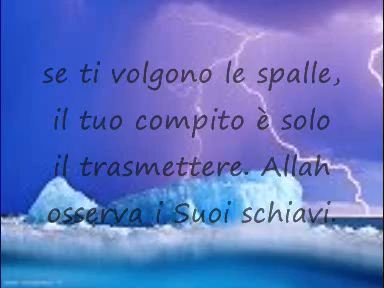 se ti volgono le spalle,
il tuo compito è solo
il trasmettere. Allah
osserva i Suoi schiavi.